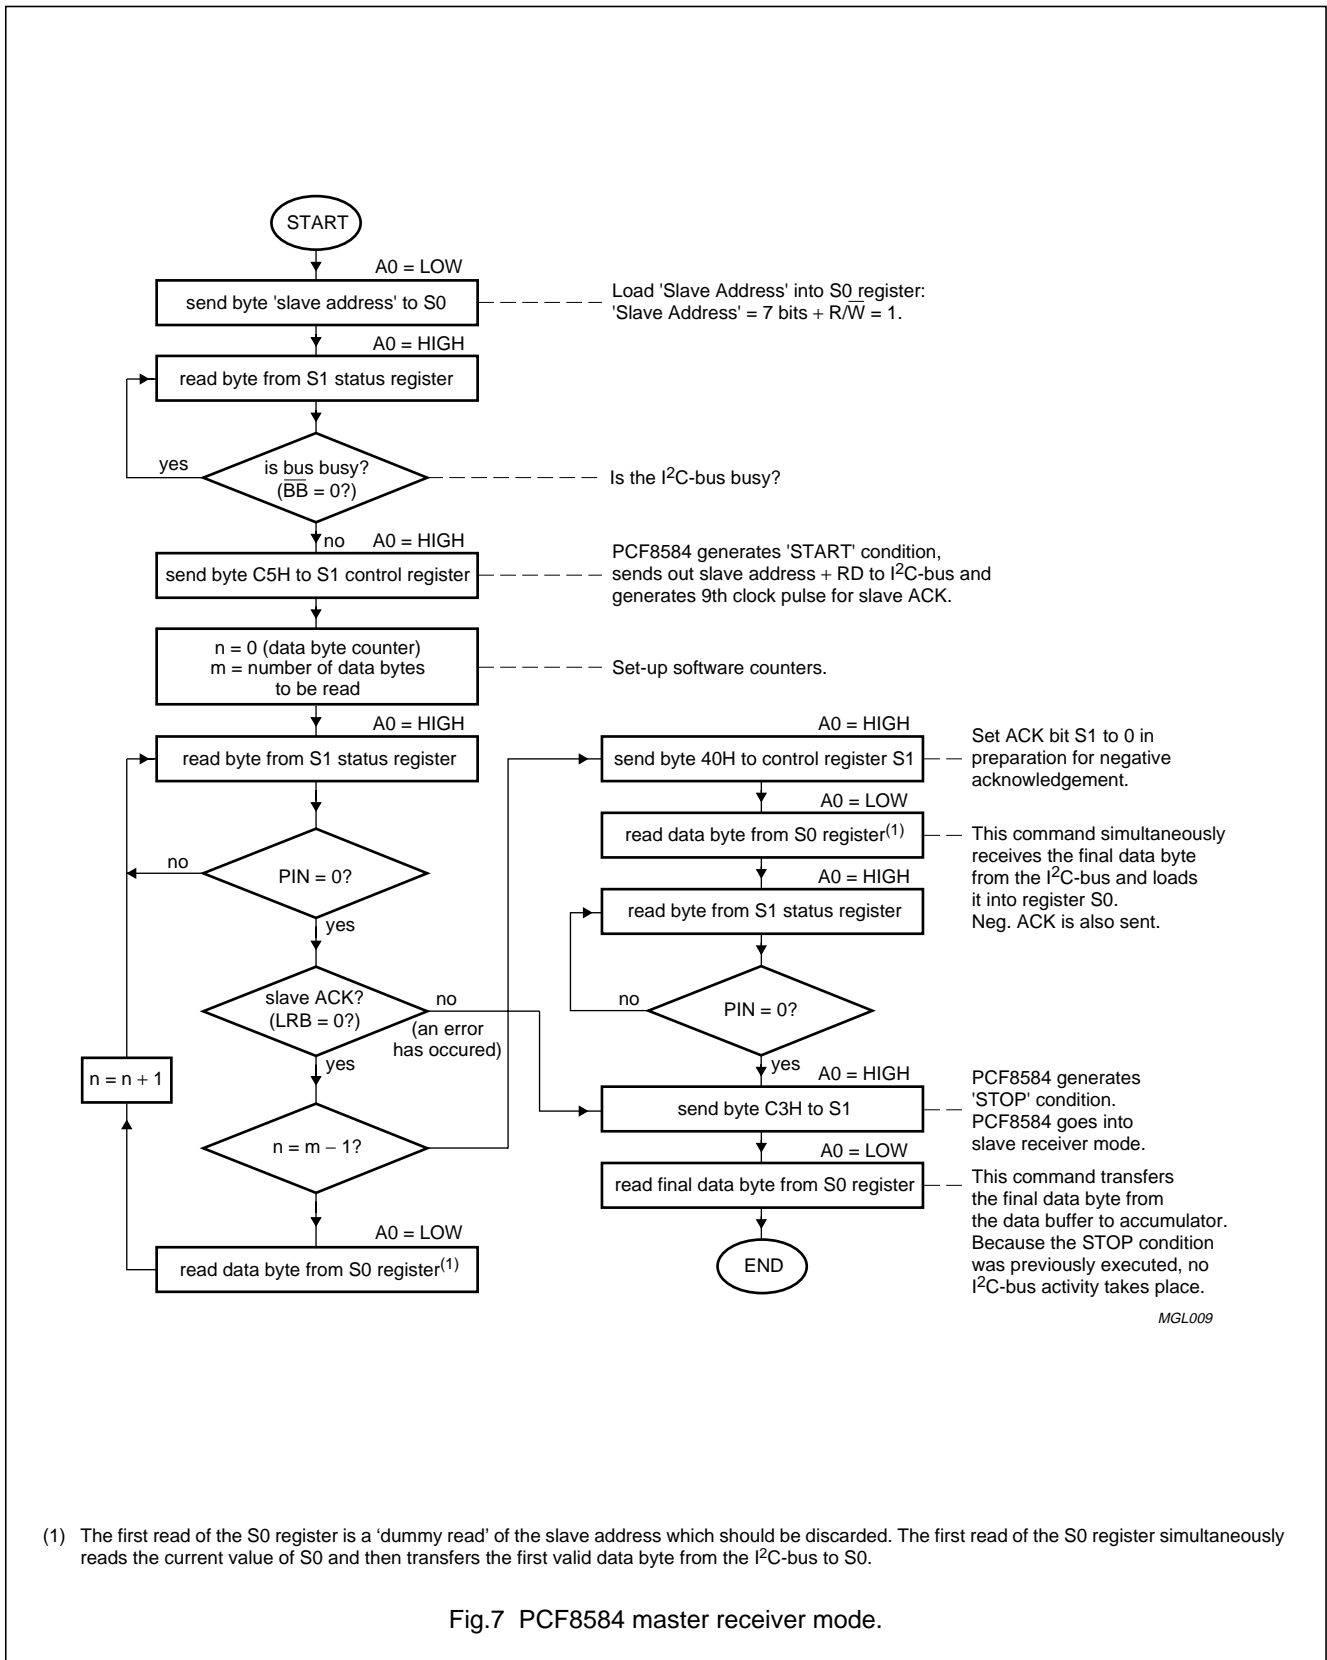 START
A0 = LOW
send byte 'slave address' to S0
Load 'Slave Address' into S0 register:
'Slave Address' = 7 bits + R/W̅ = 1.
A0 = HIGH
read byte from S1 status register
yes
is bus busy?
(B̅B̅ = 0?)
Is the I²C-bus busy?
no
A0 = HIGH
send byte C5H to S1 control register
PCF8584 generates 'START' condition,
sends out slave address + RD to I²C-bus and
generates 9th clock pulse for slave ACK.
n = 0 (data byte counter)
m = number of data bytes
to be read
Set-up software counters.
A0 = HIGH
read byte from S1 status register
no
PIN = 0?
yes
slave ACK?
(LRB = 0?)
no
(an error
has occured)
yes
n = n + 1
n = m − 1?
A0 = LOW
read data byte from S0 register(1)
A0 = HIGH
send byte 40H to control register S1
Set ACK bit S1 to 0 in
preparation for negative
acknowledgement.
A0 = LOW
read data byte from S0 register(1)
This command simultaneously
receives the final data byte
from the I²C-bus and loads
it into register S0.
Neg. ACK is also sent.
A0 = HIGH
read byte from S1 status register
no
PIN = 0?
yes
A0 = HIGH
send byte C3H to S1
PCF8584 generates
'STOP' condition.
PCF8584 goes into
slave receiver mode.
A0 = LOW
read final data byte from S0 register
This command transfers
the final data byte from
the data buffer to accumulator.
Because the STOP condition
was previously executed, no
I²C-bus activity takes place.
END
MGL009
(1) The first read of the S0 register is a ‘dummy read’ of the slave address which should be discarded. The first read of the S0 register simultaneously
reads the current value of S0 and then transfers the first valid data byte from the I²C-bus to S0.
Fig.7 PCF8584 master receiver mode.